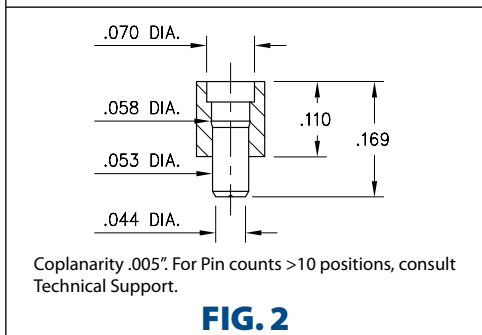 .070 DIA.
.058 DIA.
.110
.169
.053 DIA.
.044 DIA.
Coplanarity .005”. For Pin counts >10 positions, consult
Technical Support.
FIG. 2